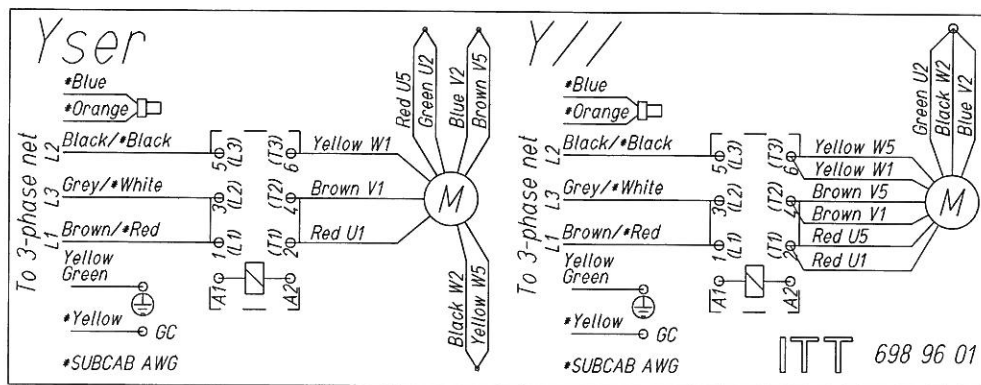 Yser
*Blue
*Orange
To 3-phase net
L2
Black/*Black
L3
Grey/*White
L1
Brown/*Red
Yellow
Green
*Yellow
GC
*SUBCAB AWG
5
(L3)
(T3)
6
3
(L2)
(T2)
4
1
(L1)
(T1)
2
A1
A2
Yellow W1
Brown V1
Red U1
Red U5
Green U2
Blue V2
Brown V5
M
Black W2
Yellow W5
Y//
*Blue
*Orange
To 3-phase net
L2
Black/*Black
L3
Grey/*White
L1
Brown/*Red
Yellow
Green
*Yellow
GC
*SUBCAB AWG
5
(L3)
(T3)
6
3
(L2)
(T2)
4
1
(L1)
(T1)
2
A1
A2
Yellow W5
Yellow W1
Brown V5
Brown V1
Red U5
Red U1
Green U2
Black W2
Blue V2
M
ITT 698 96 01